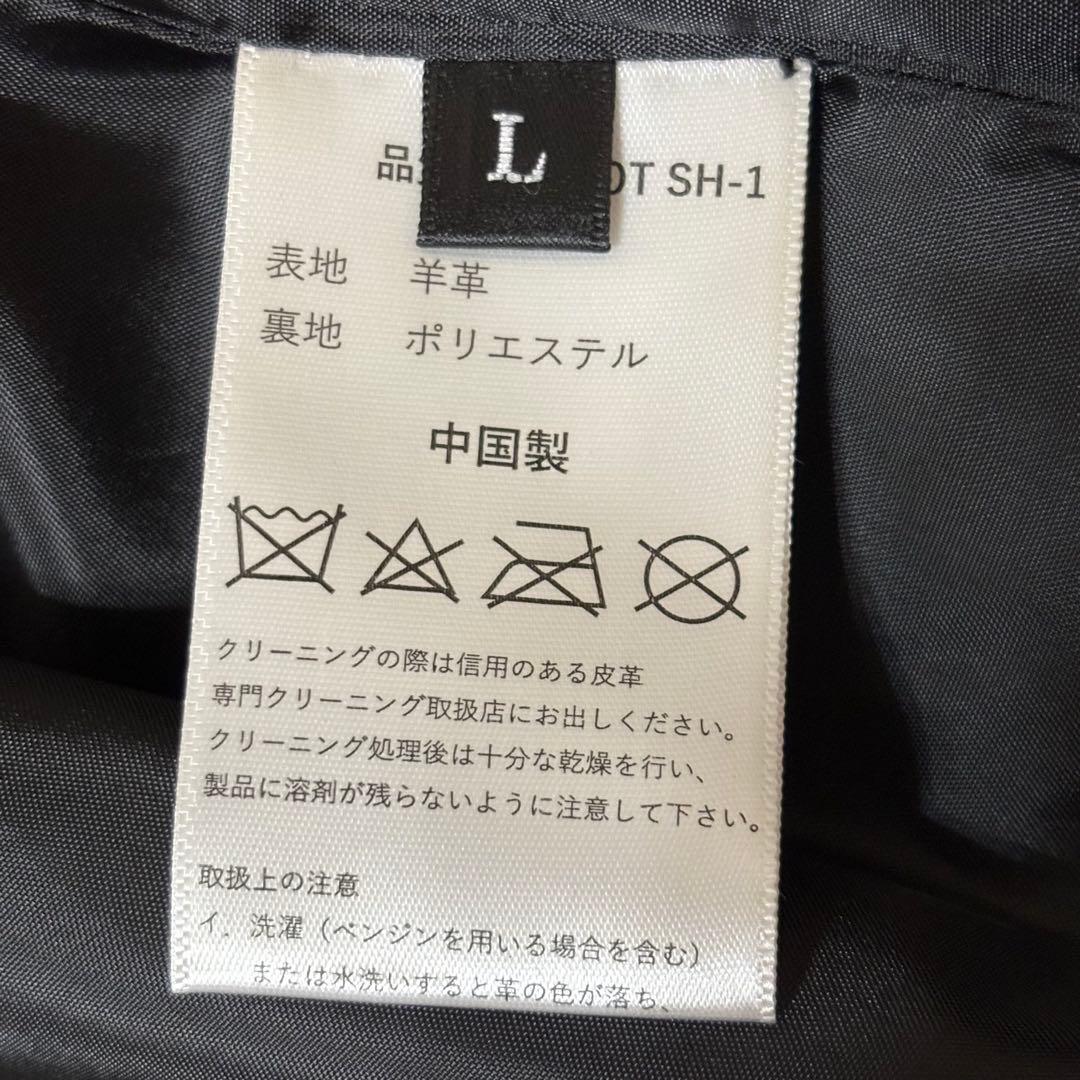 L
品 OT SH-1
表地 羊革
裏地 ポリエステル
中国製
クリーニングの際は信用のある皮革
専門クリーニング取扱店にお出しください。
クリーニング処理後は十分な乾燥を行い、
製品に溶剤が残らないように注意して下さい。
取扱上の注意
イ．洗濯（ベンジンを用いる場合を含む）
または水洗いすると革の色が落ち、